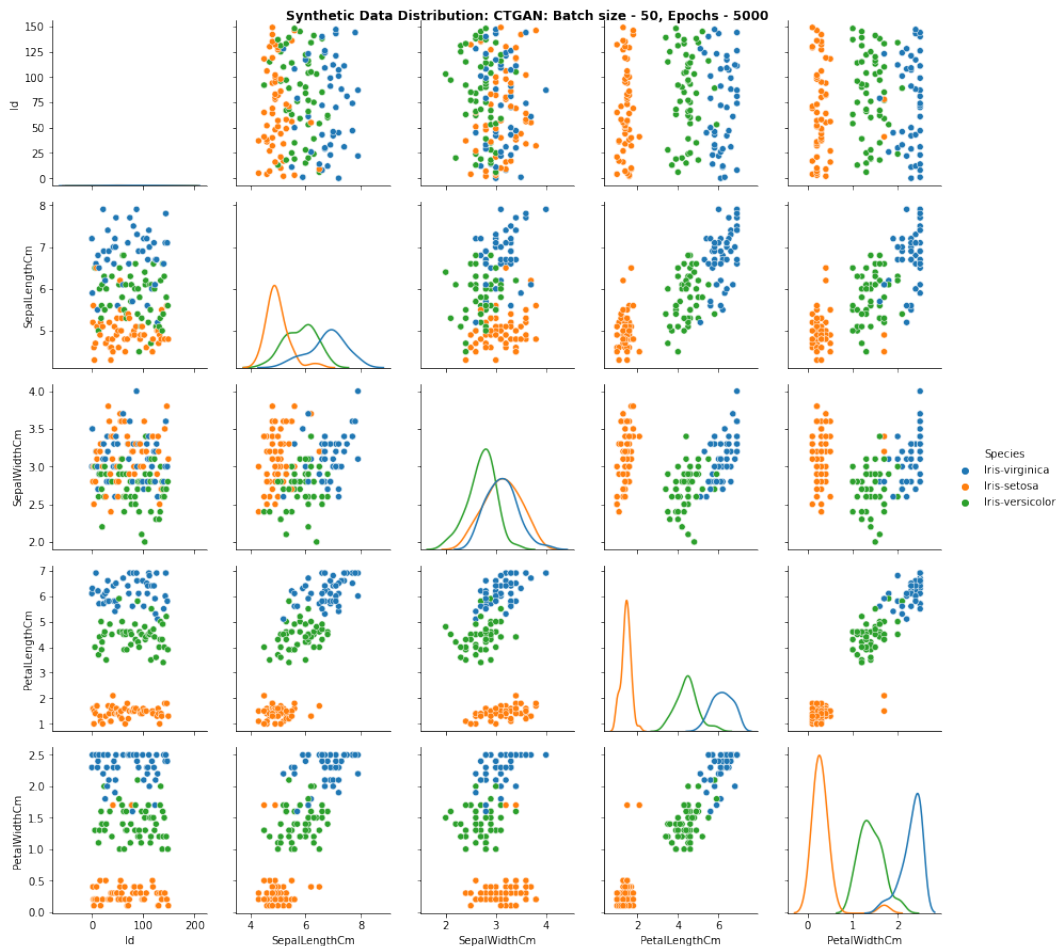 Synthetic Data Distribution: CTGAN: Batch size - 50, Epochs - 5000
150
125
100
75
50
25
0
Id
8
7
6
5
SepalLengthCm
4.0
3.5
3.0
2.5
2.0
SepalWidthCm
Species
Iris-virginica
Iris-setosa
Iris-versicolor
7
6
5
4
3
2
1
PetalLengthCm
2.5
2.0
1.5
1.0
0.5
0.0
PetalWidthCm
0 100 200
4 6 8
2 3 4
2 4 6
0 1 2
Id SepalLengthCm SepalWidthCm PetalLengthCm PetalWidthCm